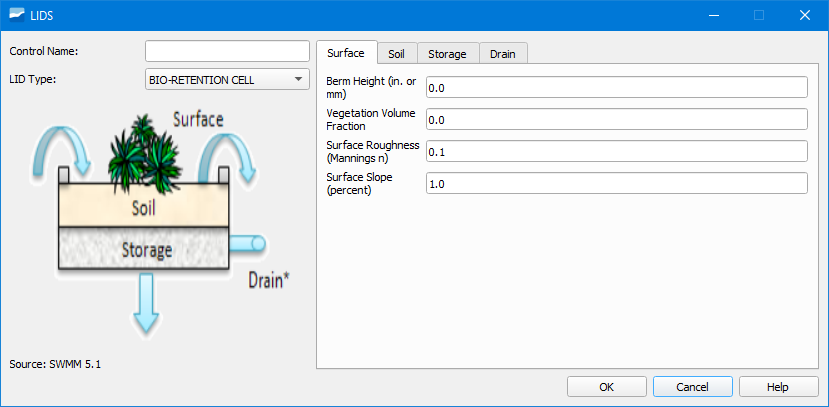 LIDS
Control Name:
LID Type:
BIO-RETENTION CELL
Surface
Soil
Storage
Drain*
Source: SWMM 5.1
Surface
Soil
Storage
Drain
Berm Height (in. or
mm)
0.0
Vegetation Volume
Fraction
0.0
Surface Roughness
(Mannings n)
0.1
Surface Slope
(percent)
1.0
OK
Cancel
Help